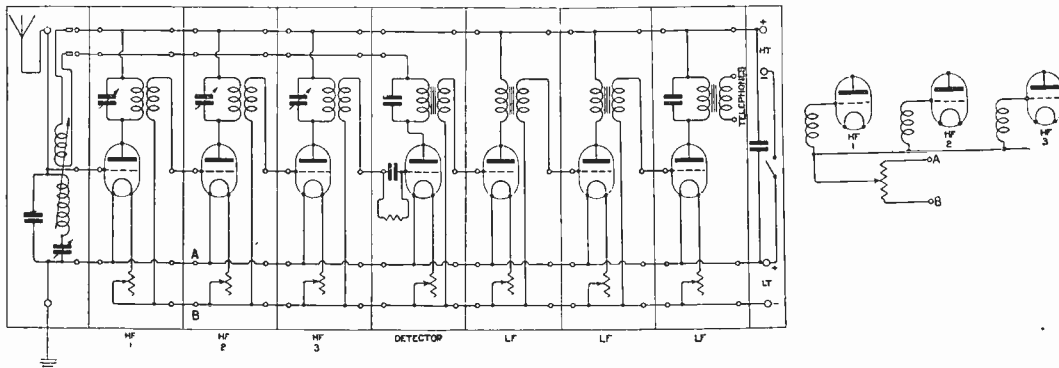 +
HT
−
TELEPHONES
A
+
LT
−
B
HF
1
HF
2
HF
3
DETECTOR
LF
LF
LF
HF
1
HF
2
HF
3
A
B